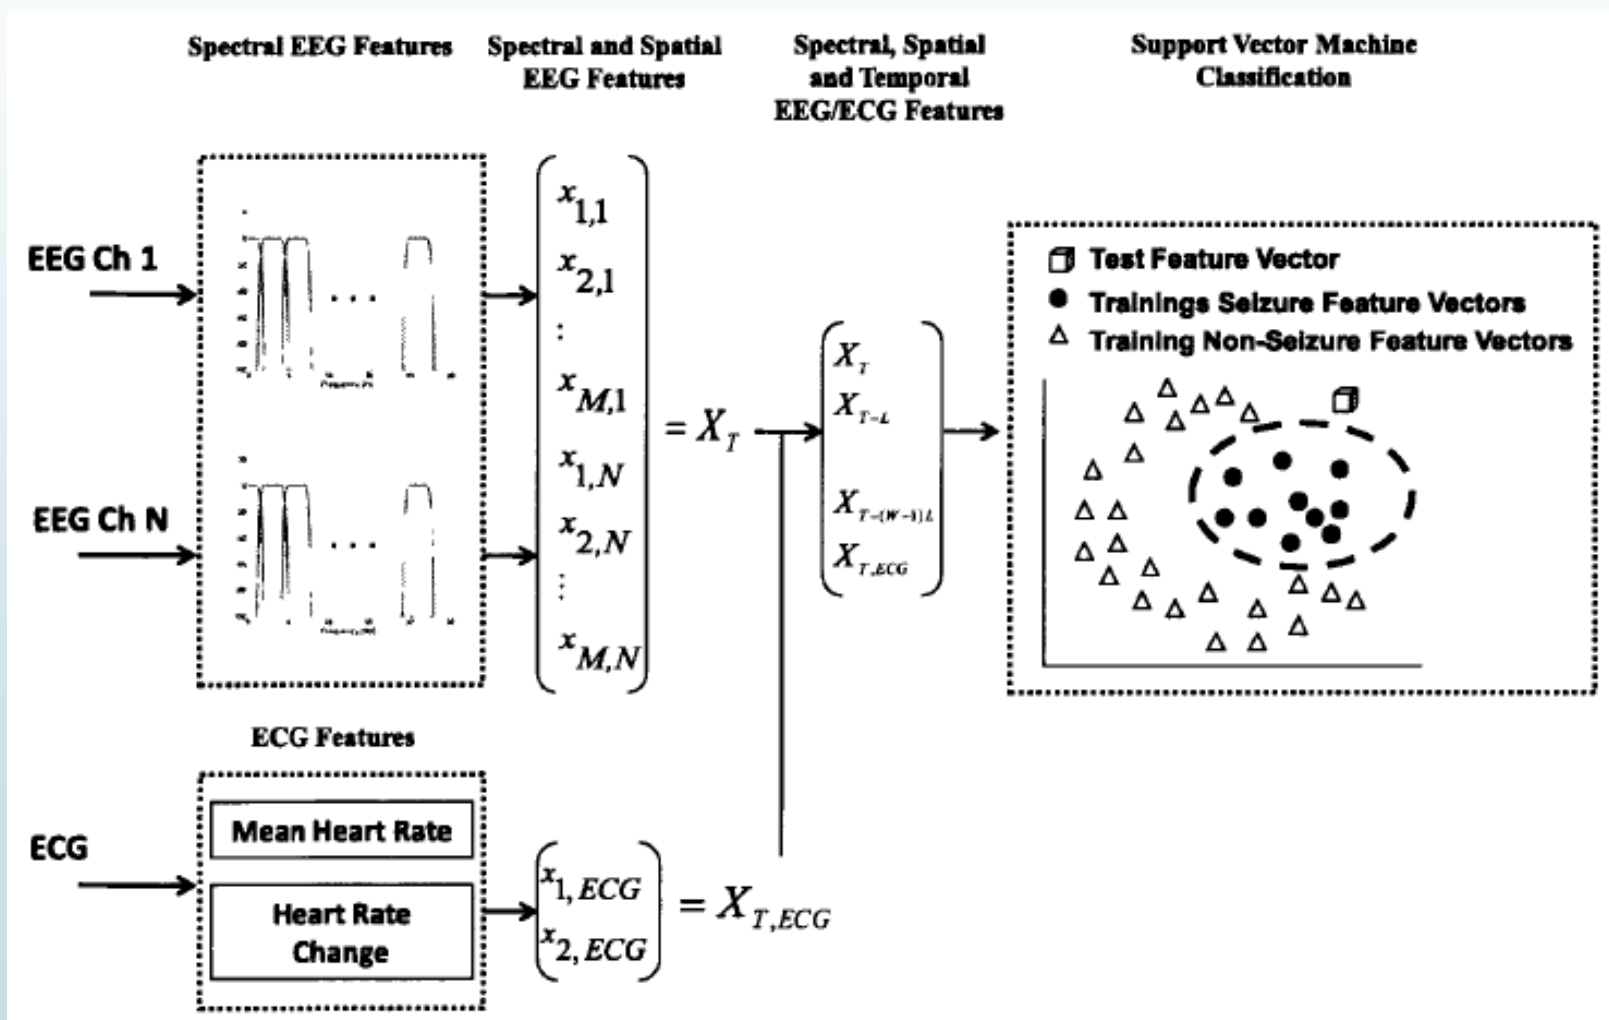 Spectral EEG Features
Spectral and Spatial
EEG Features
Spectral, Spatial
and Temporal
EEG/ECG Features
Support Vector Machine
Classification
EEG Ch 1
EEG Ch N
x1,1
x2,1
:
xM,1
x1,N
x2,N
⋮
xM,N
= XT
XT
XT-L
XT-(W-1)L
XT,ECG
Test Feature Vector
Trainings Seizure Feature Vectors
Training Non-Seizure Feature Vectors
ECG Features
ECG
Mean Heart Rate
Heart Rate
Change
x1, ECG
x2, ECG
= XT,ECG